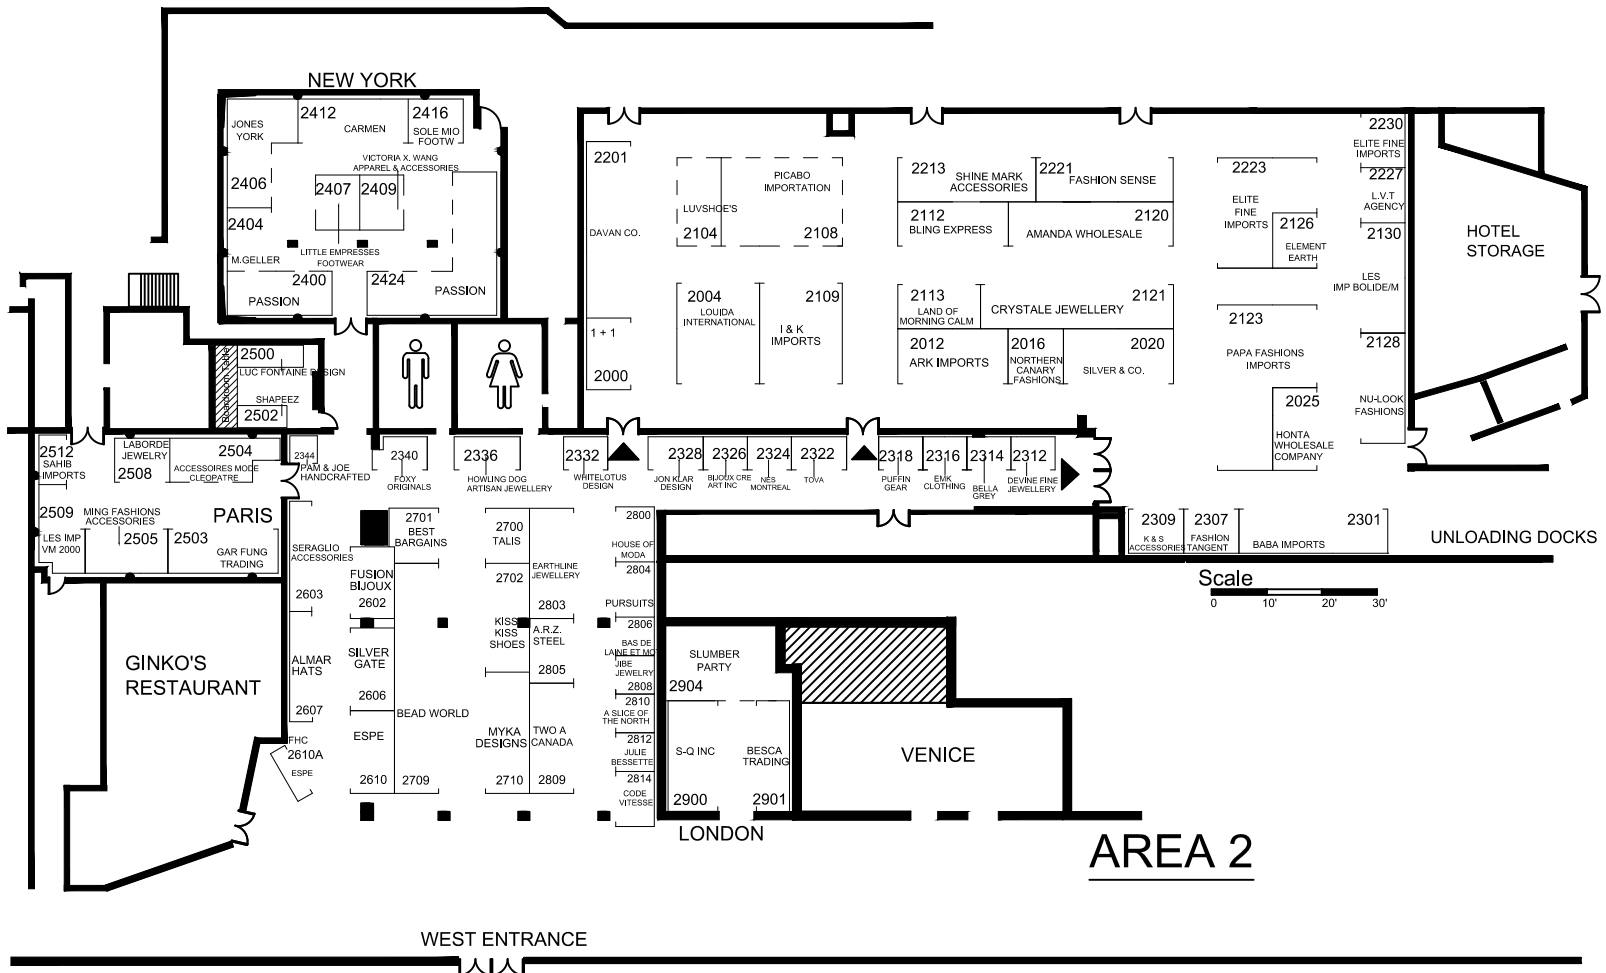 NEW YORK
2412
2416
JONES
YORK
CARMEN
SOLE MIO
FOOTW
VICTORIA X. WANG
APPAREL & ACCESSORIES
2406
2407
2409
2404
LITTLE EMPRESSES
FOOTWEAR
M.GELLER
2400
2424
PASSION
PASSION
2201
DAVAN CO.
1 + 1
2000
LUVSHOE'S
2104
PICABO
IMPORTATION
2108
2004
LOUIDA
INTERNATIONAL
2109
I & K
IMPORTS
2213
SHINE MARK
ACCESSORIES
2221
FASHION SENSE
2112
BLING EXPRESS
2120
AMANDA WHOLESALE
2113
LAND OF
MORNING CALM
2121
CRYSTALE JEWELLERY
2012
ARK IMPORTS
2016
NORTHERN
CANARY
FASHIONS
2020
SILVER & CO.
2223
ELITE
FINE
IMPORTS
2126
ELEMENT
EARTH
2123
PAPA FASHIONS
IMPORTS
2025
HONTA
WHOLESALE
COMPANY
2230
ELITE FINE
IMPORTS
2227
L.V.T
AGENCY
2130
LES
IMP BOLIDE/M
2128
NU-LOOK
FASHIONS
HOTEL
STORAGE
Boardroom Table
2500
LUC FONTAINE DESIGN
SHAPEEZ
2502
2512
SAHIB
IMPORTS
LABORDE
JEWELRY
2508
2504
ACCESSOIRES MODE
CLEOPATRE
2509
LES IMP
VM 2000
MING FASHIONS
ACCESSORIES
2505
2503
GAR FUNG
TRADING
PARIS
2344
PAM & JOE
HANDCRAFTED
2340
FOXY
ORIGINALS
2336
HOWLING DOG
ARTISAN JEWELLERY
2332
WHITELOTUS
DESIGN
2328
JON KLAR
DESIGN
2326
BIJOUX CRE
ART INC
2324
NES
MONTREAL
2322
TOVA
2318
PUFFIN
GEAR
2316
EMK
CLOTHING
2314
BELLA
GREY
2312
DEVINE FINE
JEWELLERY
2309
K & S
ACCESSORIES
2307
FASHION
TANGENT
2301
BABA IMPORTS
UNLOADING DOCKS
Scale
0 10' 20' 30'
SERAGLIO
ACCESSORIES
2603
ALMAR
HATS
2607
FHC
2610A
ESPE
FUSION
BIJOUX
2602
SILVER
GATE
2606
ESPE
2610
2701
BEST
BARGAINS
BEAD WORLD
2709
2700
TALIS
2702
KISS
KISS
SHOES
MYKA
DESIGNS
2710
EARTHLINE
JEWELLERY
2803
A.R.Z.
STEEL
2805
TWO A
CANADA
2809
2800
HOUSE OF
MODA
2804
PURSUITS
2806
BAS DE
LAINE ET MOI
JIBE
JEWELRY
2808
2810
A SLICE OF
THE NORTH
2812
JULIE
BESSETTE
2814
CODE
VITESSE
GINKO'S
RESTAURANT
SLUMBER
PARTY
2904
S-Q INC
2900
BESCA
TRADING
2901
LONDON
VENICE
AREA 2
WEST ENTRANCE